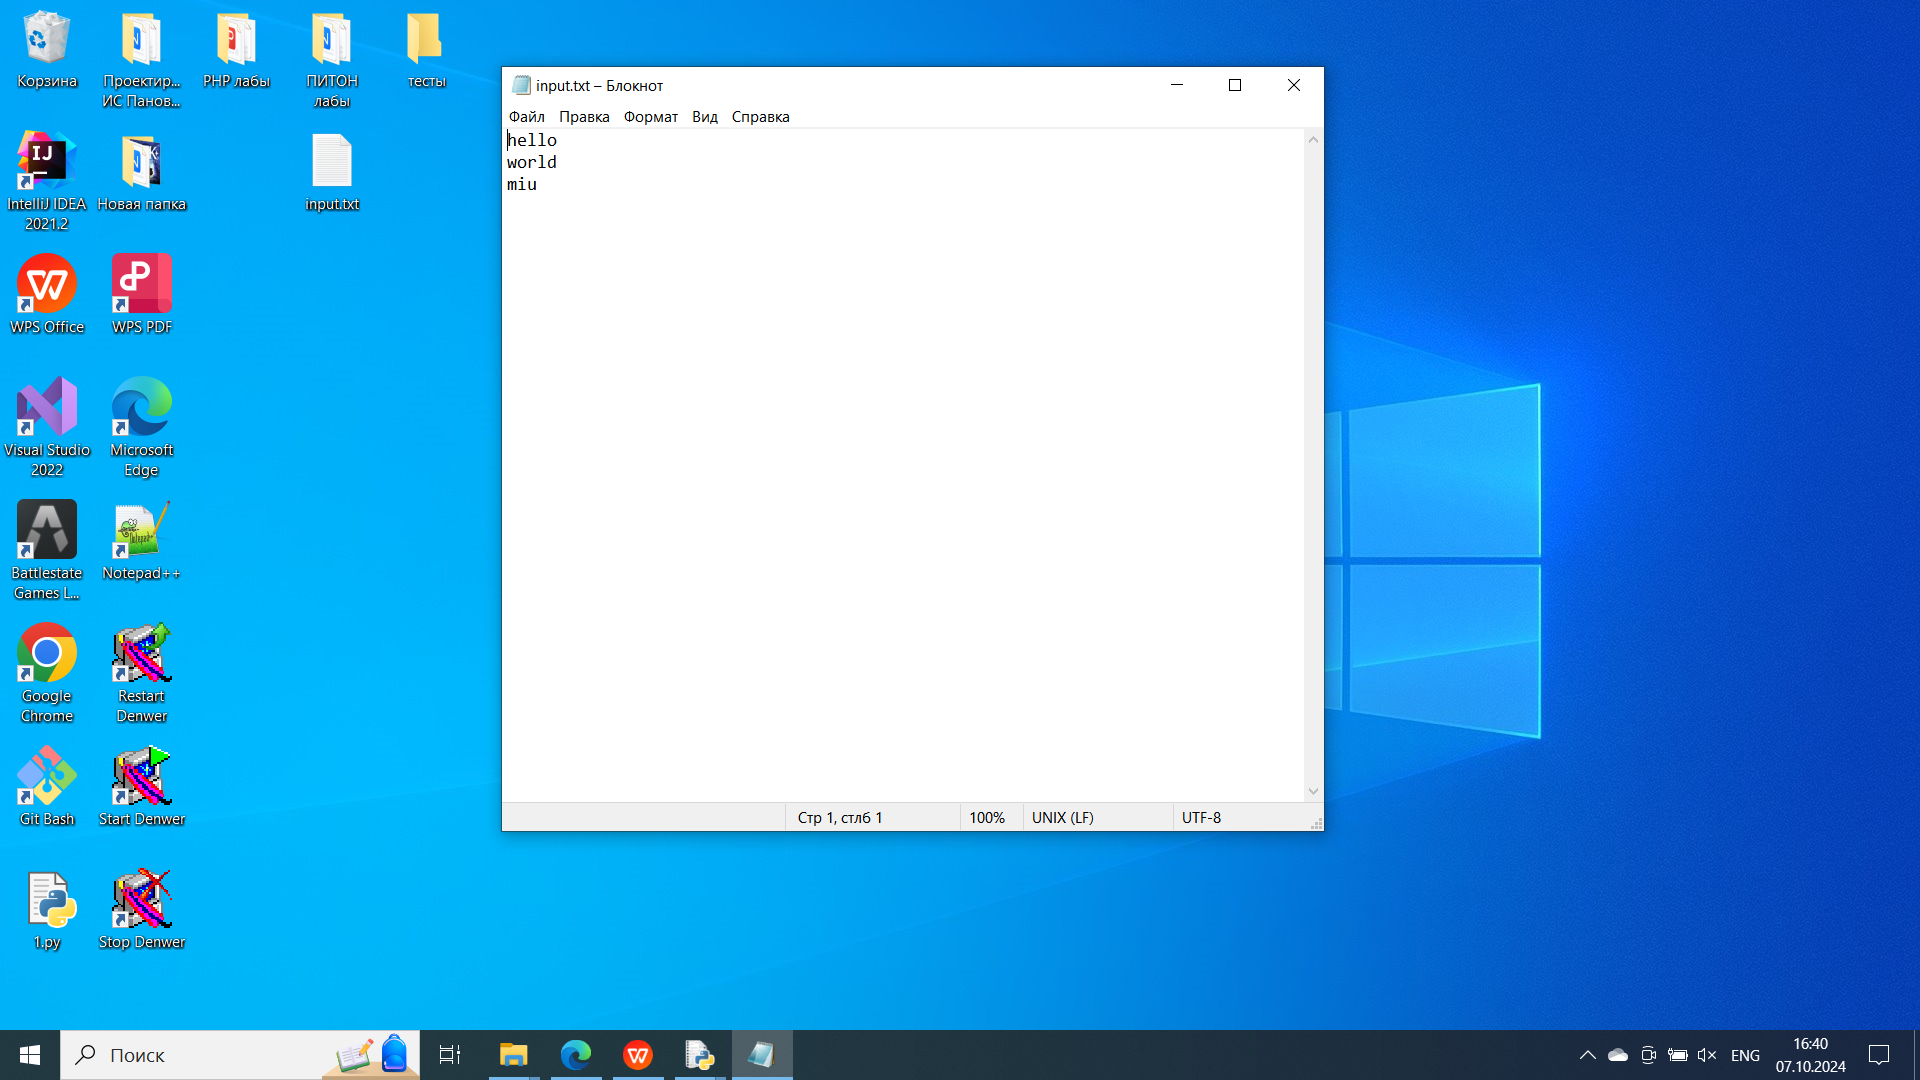 Корзина
Проектир...
ИС Панов...
PHP лабы
ПИТОН
лабы
тесты
IntelliJ IDEA
2021.2
Новая папка
input.txt
WPS Office
WPS PDF
Visual Studio
2022
Microsoft
Edge
Battlestate
Games L...
Notepad++
Google
Chrome
Restart
Denwer
Git Bash
Start Denwer
1.py
Stop Denwer
input.txt – Блокнот
Файл Правка Формат Вид Справка
hello
world
miu
Стр 1, стлб 1 100% UNIX (LF) UTF-8
Поиск
ENG
16:40
07.10.2024